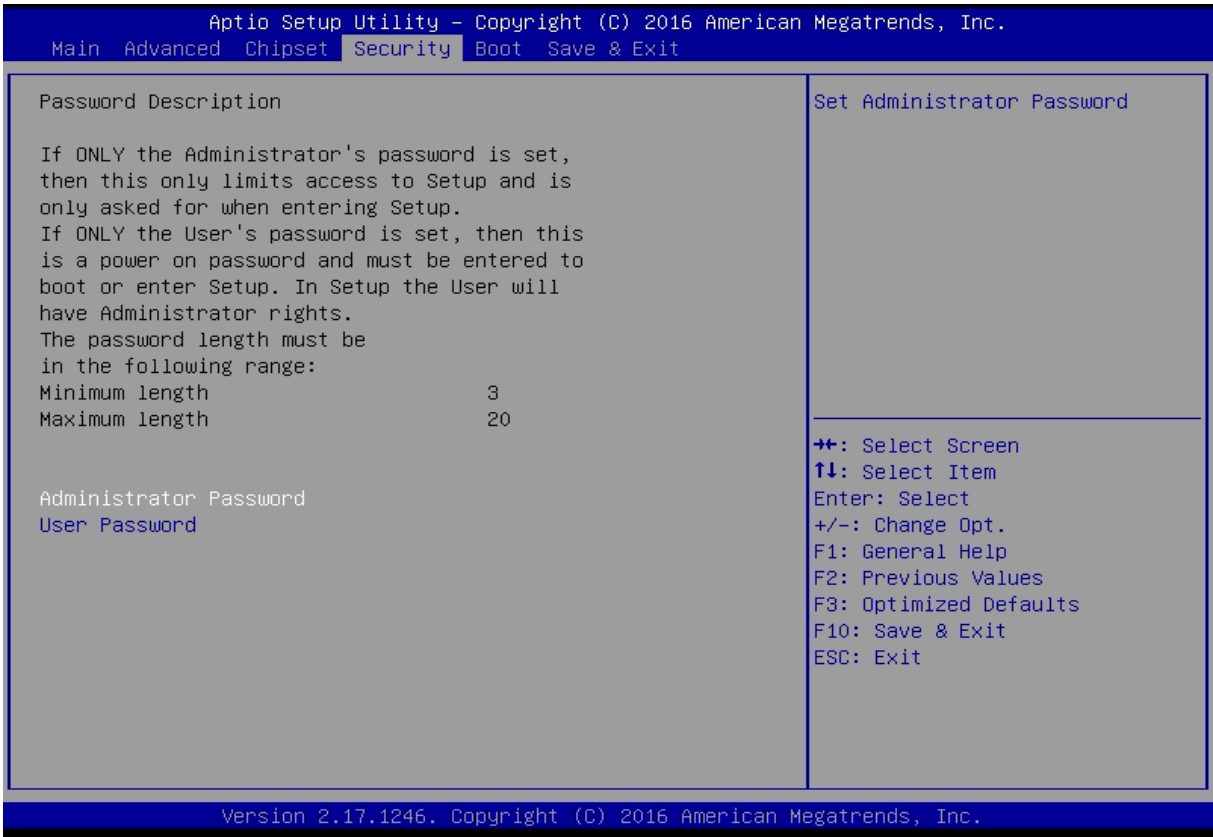 Aptio Setup Utility – Copyright (C) 2016 American Megatrends, Inc.
Main Advanced Chipset Security Boot Save & Exit
Password Description
If ONLY the Administrator's password is set,
then this only limits access to Setup and is
only asked for when entering Setup.
If ONLY the User's password is set, then this
is a power on password and must be entered to
boot or enter Setup. In Setup the User will
have Administrator rights.
The password length must be
in the following range:
Minimum length 3
Maximum length 20
Administrator Password
User Password
Set Administrator Password
→←: Select Screen
↑↓: Select Item
Enter: Select
+/-: Change Opt.
F1: General Help
F2: Previous Values
F3: Optimized Defaults
F10: Save & Exit
ESC: Exit
Version 2.17.1246. Copyright (C) 2016 American Megatrends, Inc.